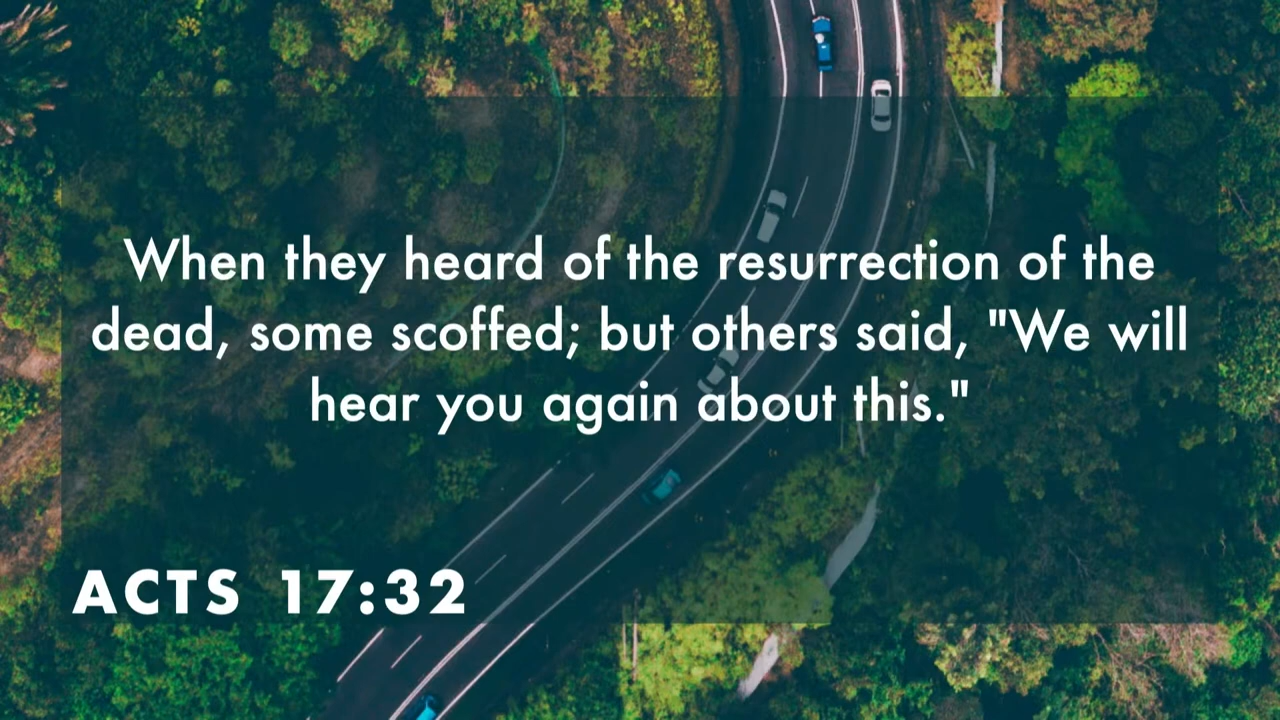 When they heard of the resurrection of the
dead, some scoffed; but others said, "We will
hear you again about this."
ACTS 17:32